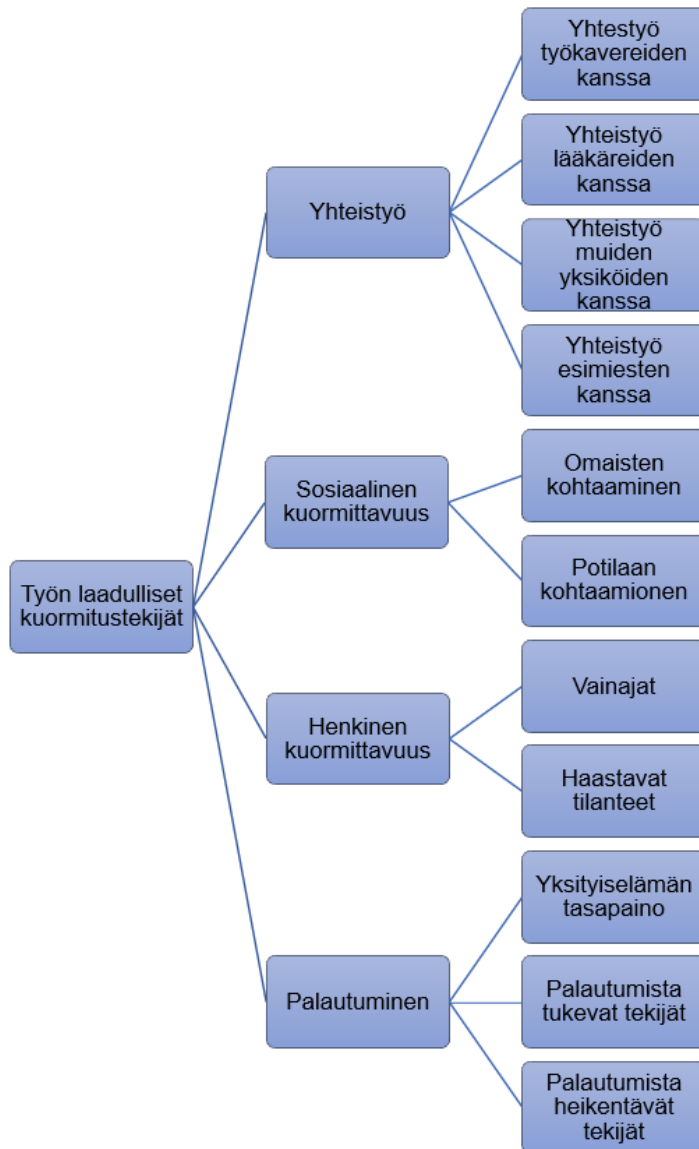 Yhtestyö
työkavereiden
kanssa
Yhteistyö
lääkäreiden
kanssa
Yhteistyö
Yhteistyö
muiden
yksiköiden
kanssa
Yhteistyö
esimiesten
kanssa
Sosiaalinen
kuormittavuus
Omaisten
kohtaaminen
Potilaan
kohtaamionen
Työn laadulliset
kuormitustekijät
Henkinen
kuormittavuus
Vainajat
Haastavat
tilanteet
Palautuminen
Yksityiselämän
tasapaino
Palautumista
tukevat tekijät
Palautumista
heikentävät
tekijät